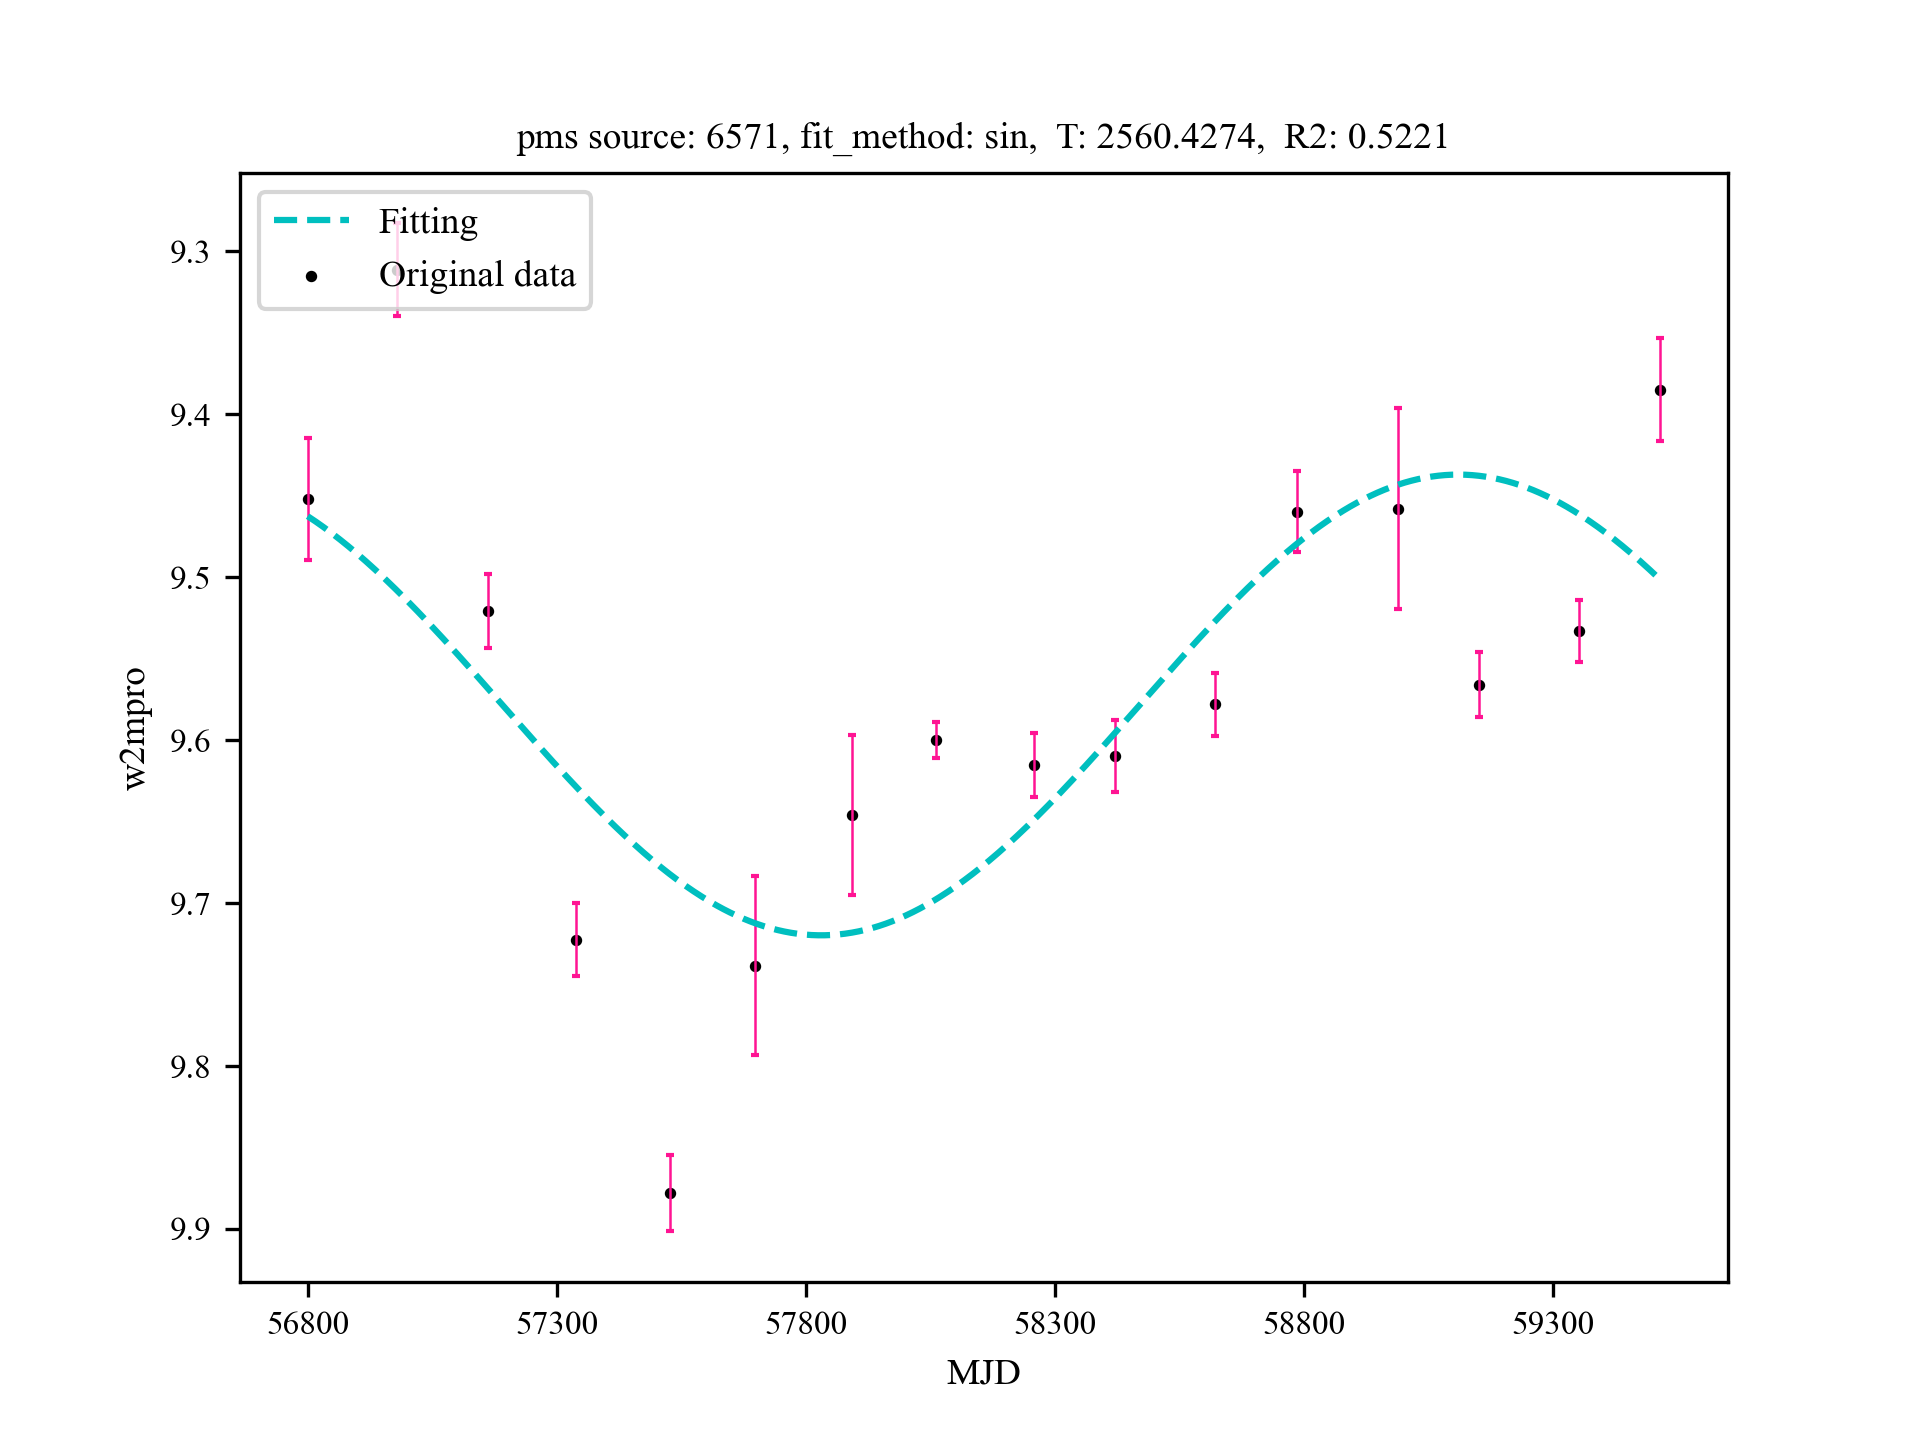 pms source: 6571, fit_method: sin,  T: 2560.4274,  R2: 0.5221
Fitting
Original data
9.3
9.4
9.5
9.6
9.7
9.8
9.9
w2mpro
56800
57300
57800
58300
58800
59300
MJD